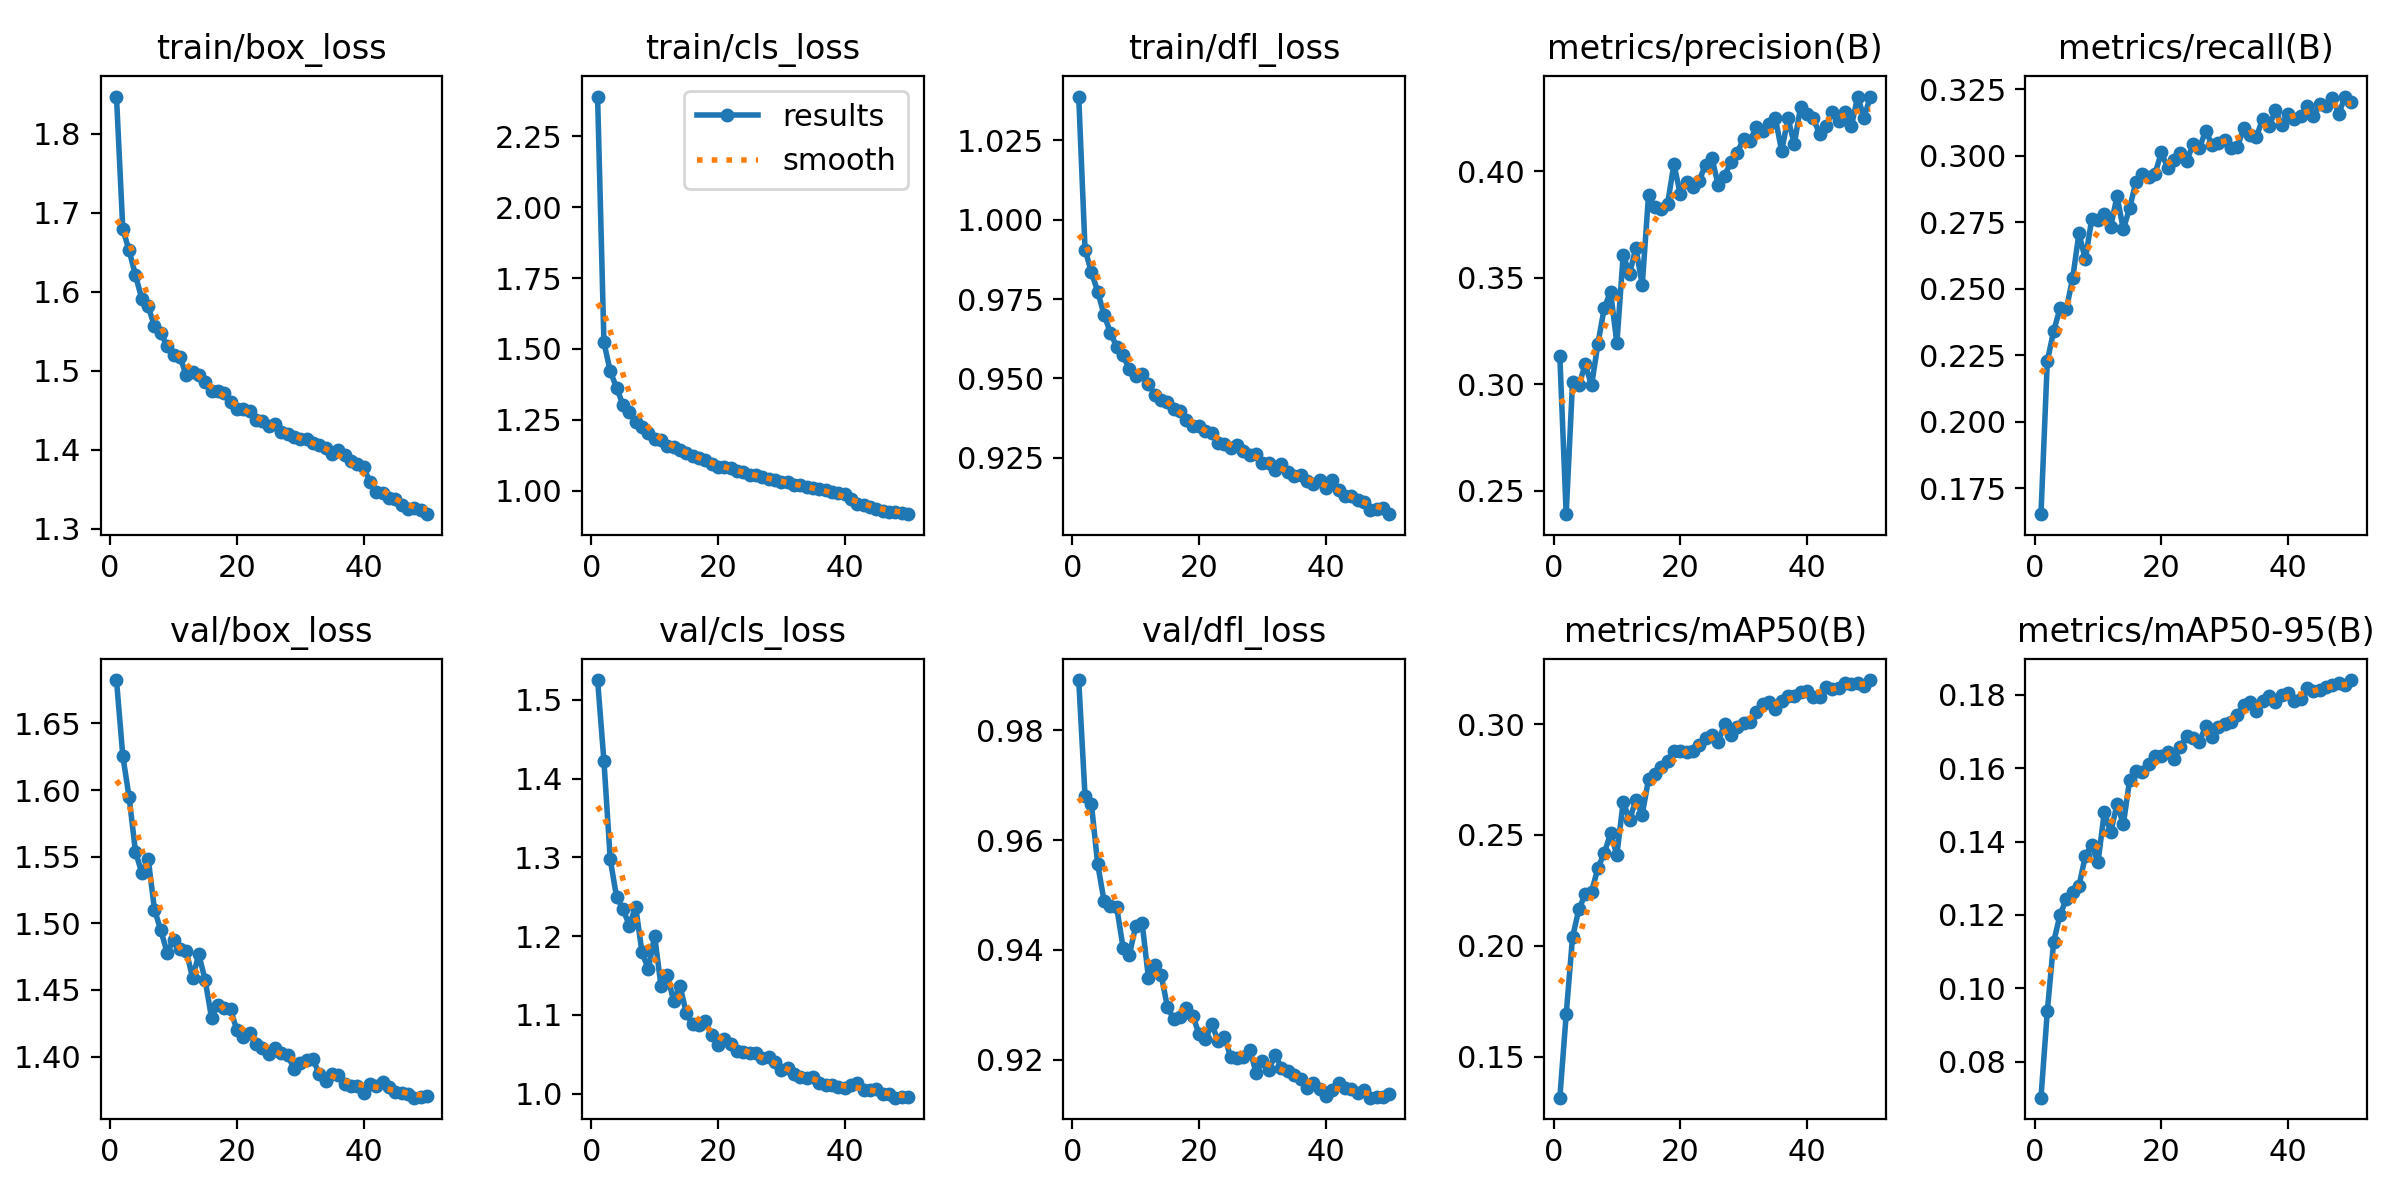 train/box_loss
1.8
1.7
1.6
1.5
1.4
1.3
0 20 40
train/cls_loss
results
smooth
2.25
2.00
1.75
1.50
1.25
1.00
0 20 40
train/dfl_loss
1.025
1.000
0.975
0.950
0.925
0 20 40
metrics/precision(B)
0.40
0.35
0.30
0.25
0 20 40
metrics/recall(B)
0.325
0.300
0.275
0.250
0.225
0.200
0.175
0 20 40
val/box_loss
1.65
1.60
1.55
1.50
1.45
1.40
0 20 40
val/cls_loss
1.5
1.4
1.3
1.2
1.1
1.0
0 20 40
val/dfl_loss
0.98
0.96
0.94
0.92
0 20 40
metrics/mAP50(B)
0.30
0.25
0.20
0.15
0 20 40
metrics/mAP50-95(B)
0.18
0.16
0.14
0.12
0.10
0.08
0 20 40